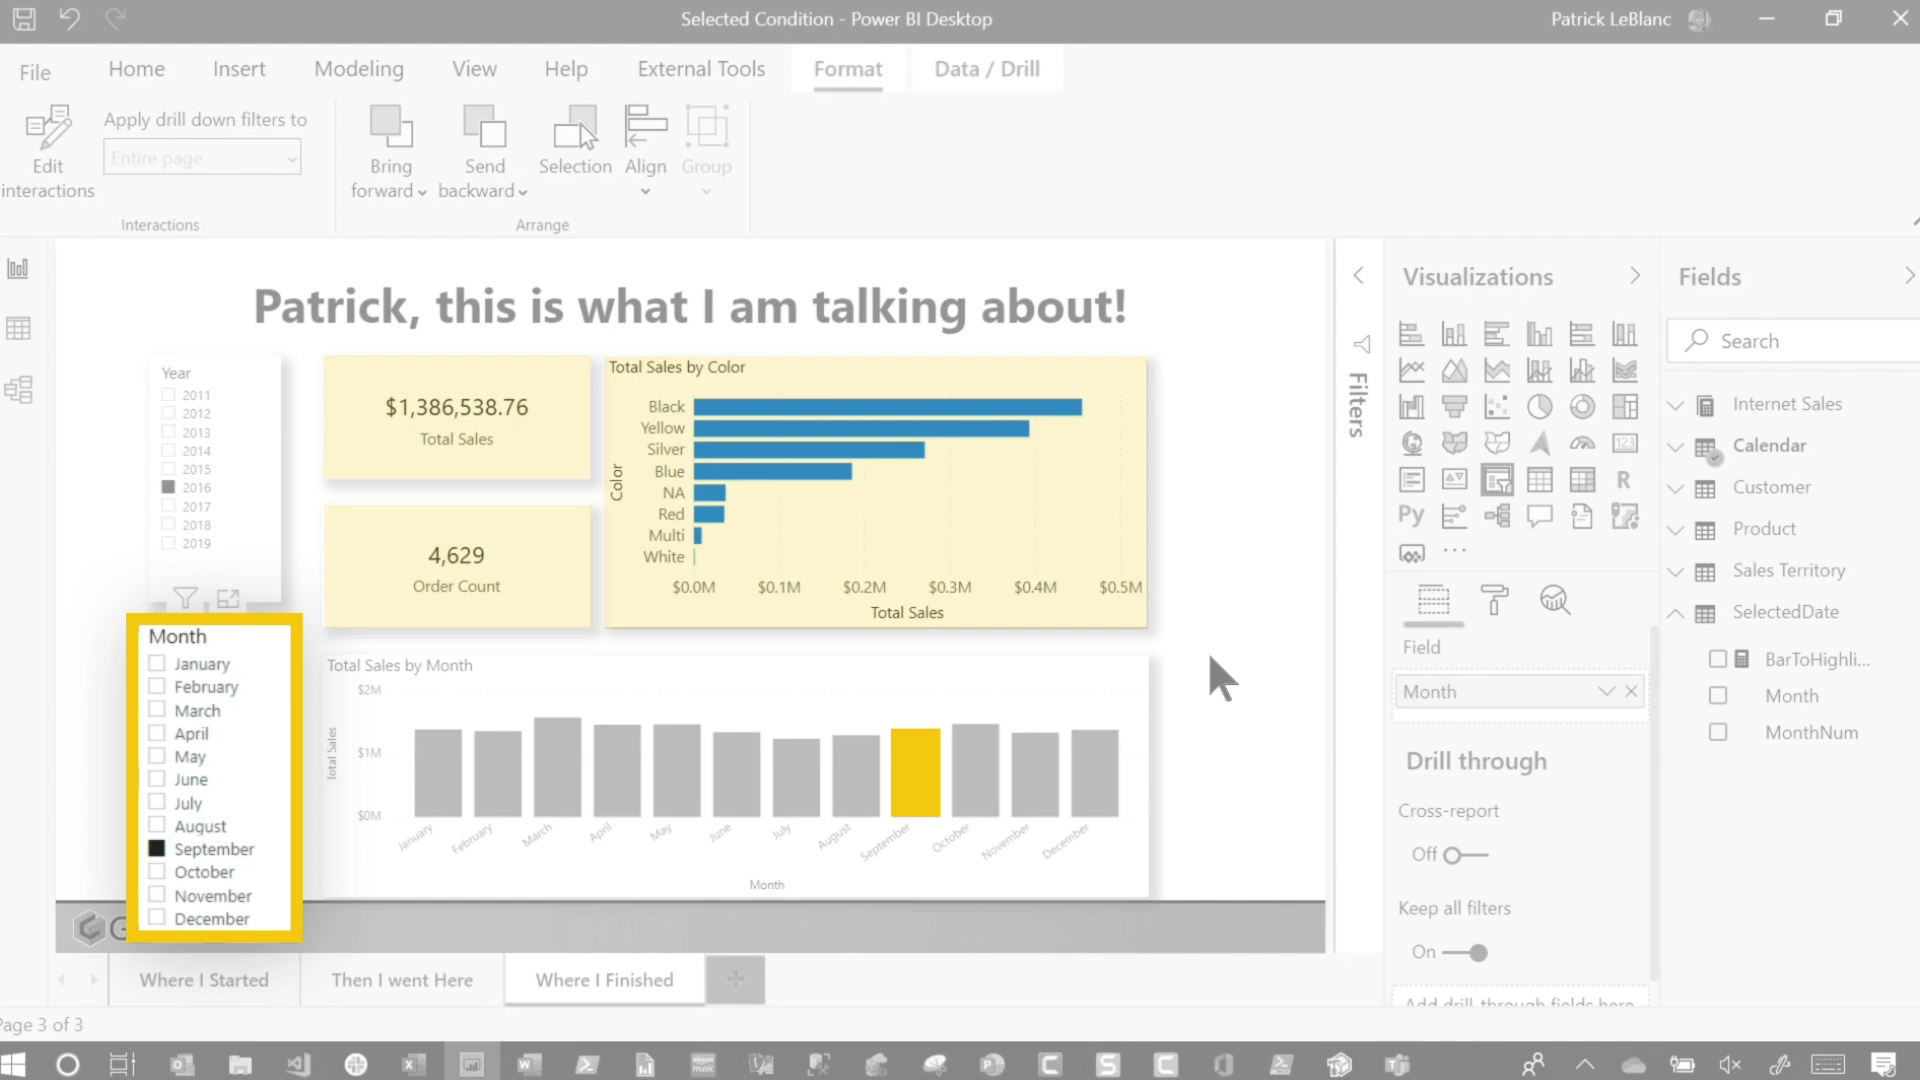 Selected Condition - Power BI Desktop
Patrick LeBlanc
File
Home
Insert
Modeling
View
Help
External Tools
Format
Data / Drill
Edit
interactions
Apply drill down filters to
Entire page
Interactions
Bring
forward
Send
backward
Selection
Align
Group
Arrange
Patrick, this is what I am talking about!
Year
2011
2012
2013
2014
2015
2016
2017
2018
2019
$1,386,538.76
Total Sales
4,629
Order Count
Total Sales by Color
Color
Black
Yellow
Silver
Blue
NA
Red
Multi
White
$0.0M
$0.1M
$0.2M
$0.3M
$0.4M
$0.5M
Total Sales
Month
January
February
March
April
May
June
July
August
September
October
November
December
Total Sales by Month
Total Sales
$2M
$1M
$0M
January
February
March
April
May
June
July
August
September
October
November
December
Month
G
Filters
Visualizations
123
R
Py
Field
Month
Drill through
Cross-report
Off
Keep all filters
On
Add drill-through fields here
Fields
Search
Internet Sales
Calendar
Customer
Product
Sales Territory
SelectedDate
BarToHighli...
Month
MonthNum
Where I Started
Then I went Here
Where I Finished
Page 3 of 3